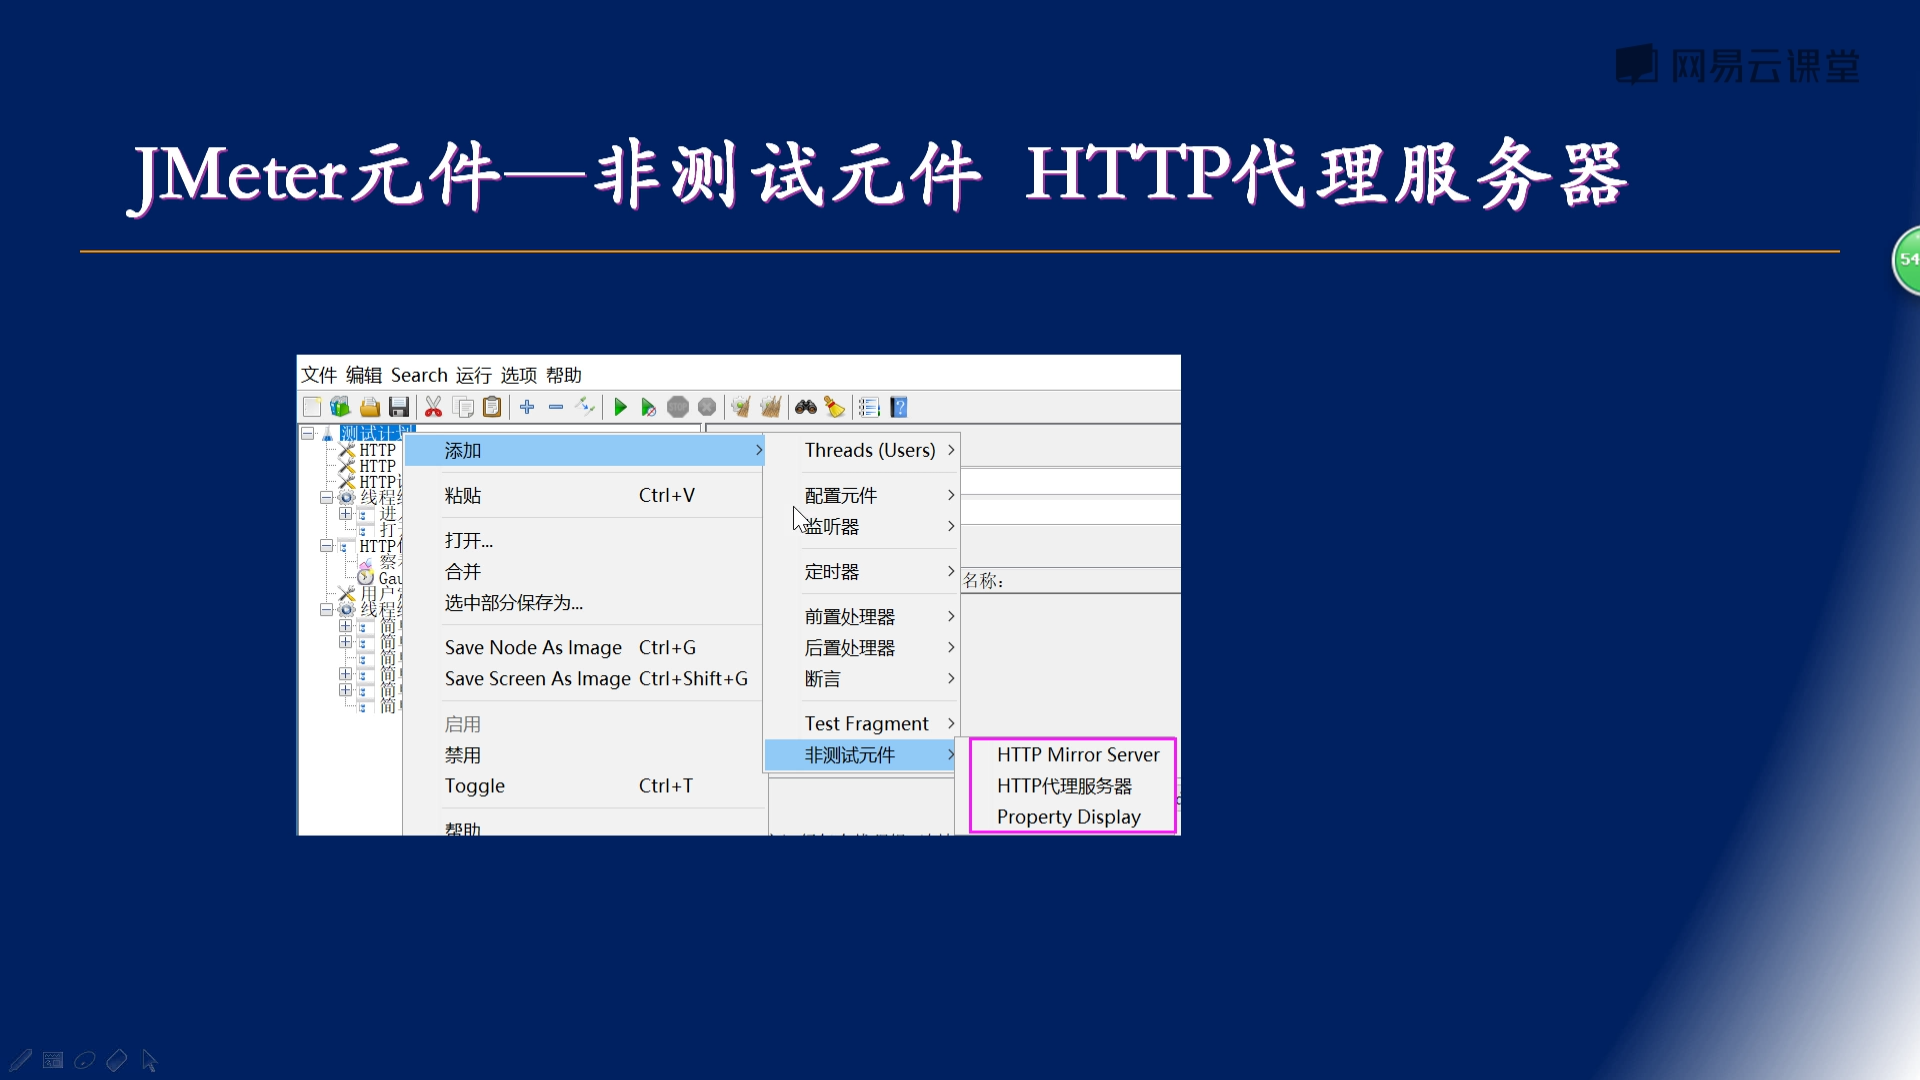 网易云课堂
JMeter元件—非测试元件 HTTP代理服务器
54
文件 编辑 Search 运行 选项 帮助
测试计划
HTTP
HTTP
HTTP
线程
进
打
HTTP
察
Gau
用户
线程
简
简
简
简
简
简
添加
粘贴 Ctrl+V
打开...
合并
选中部分保存为...
Save Node As Image Ctrl+G
Save Screen As Image Ctrl+Shift+G
启用
禁用
Toggle Ctrl+T
帮助
Threads (Users)
配置元件
监听器
定时器
前置处理器
后置处理器
断言
Test Fragment
非测试元件
名称：
HTTP Mirror Server
HTTP代理服务器
Property Display